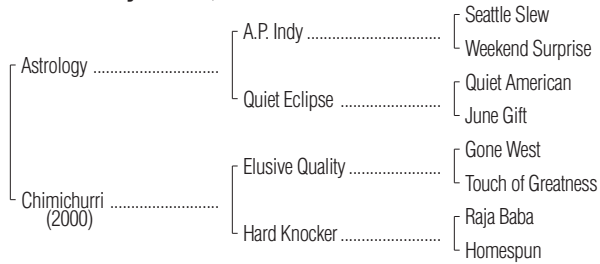 Seattle Slew
A.P. Indy ............................
Weekend Surprise
Astrology ..........................
Quiet American
Quiet Eclipse .....................
June Gift
Gone West
Elusive Quality ...................
Touch of Greatness
Chimichurri ......................
(2000)
Raja Baba
Hard Knocker .....................
Homespun